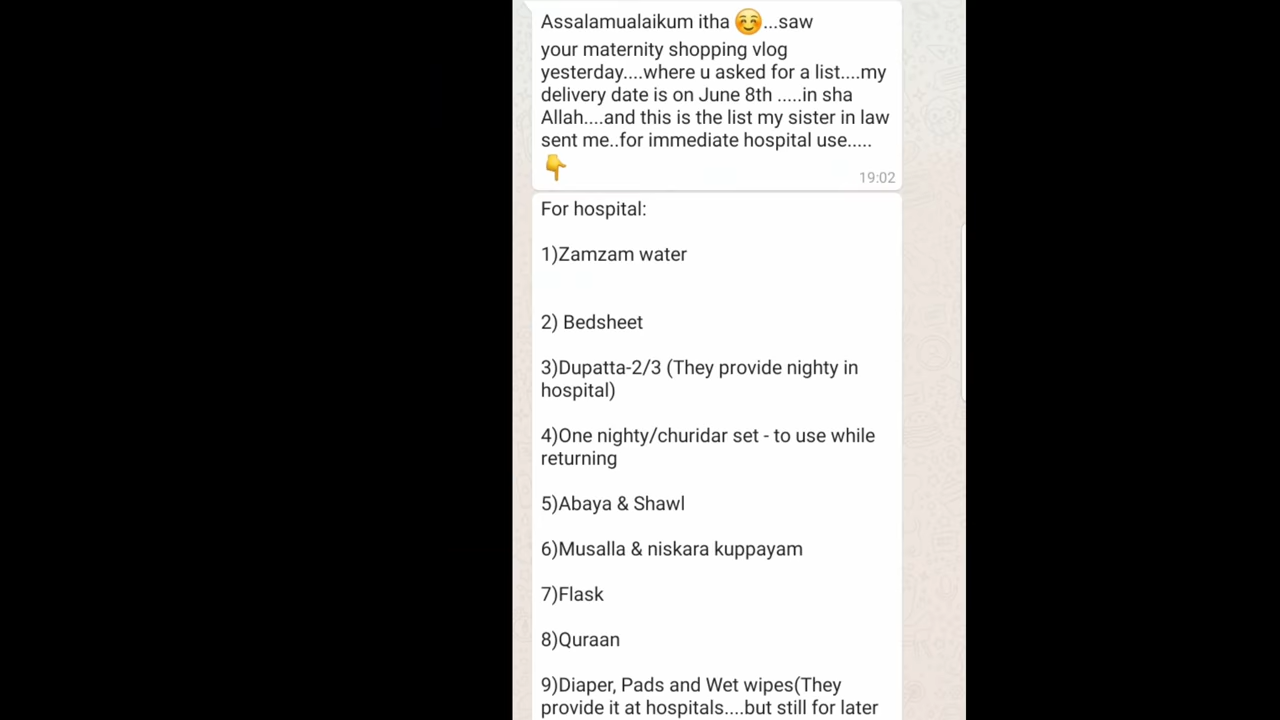 Assalamualaikum itha ☺️...saw
your maternity shopping vlog
yesterday....where u asked for a list....my
delivery date is on June 8th .....in sha
Allah....and this is the list my sister in law
sent me..for immediate hospital use.....
👇
19:02
For hospital:
1)Zamzam water
2) Bedsheet
3)Dupatta-2/3 (They provide nighty in
hospital)
4)One nighty/churidar set - to use while
returning
5)Abaya & Shawl
6)Musalla & niskara kuppayam
7)Flask
8)Quraan
9)Diaper, Pads and Wet wipes(They
provide it at hospitals....but still for later